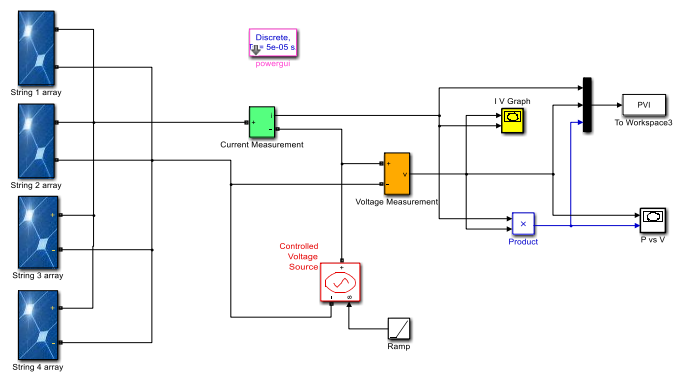 String 1 array
String 2 array
+
-
String 3 array
+
-
String 4 array
Discrete,
= 5e-05 s
powergui
+
i
-
Current Measurement
+
-
v
Voltage Measurement
Controlled
Voltage
Source
+
-
Ramp
I V Graph
×
Product
PVI
To Workspace3
P vs V